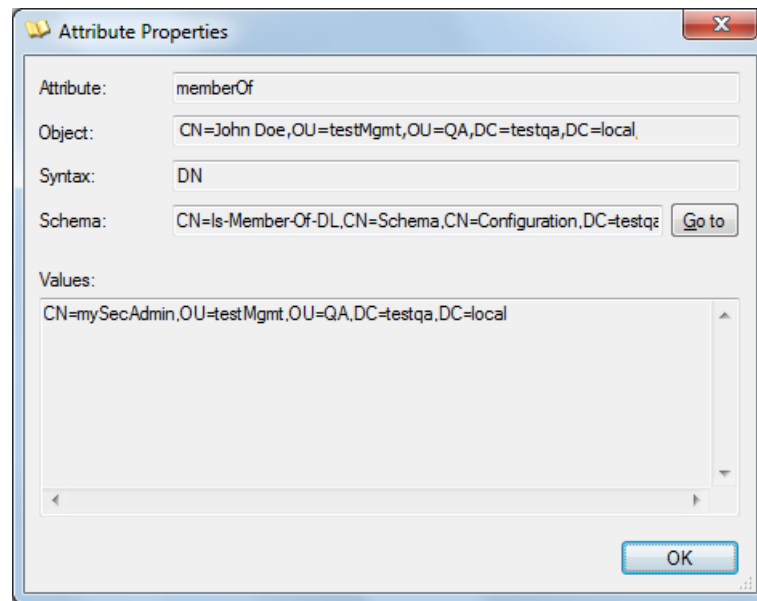 Attribute Properties
Attribute: memberOf
Object: CN=John Doe,OU=testMgmt,OU=QA,DC=testqa,DC=local,
Syntax: DN
Schema: CN=Is-Member-Of-DL,CN=Schema,CN=Configuration,DC=testqa Go to
Values:
CN=mySecAdmin,OU=testMgmt,OU=QA,DC=testqa,DC=local
OK